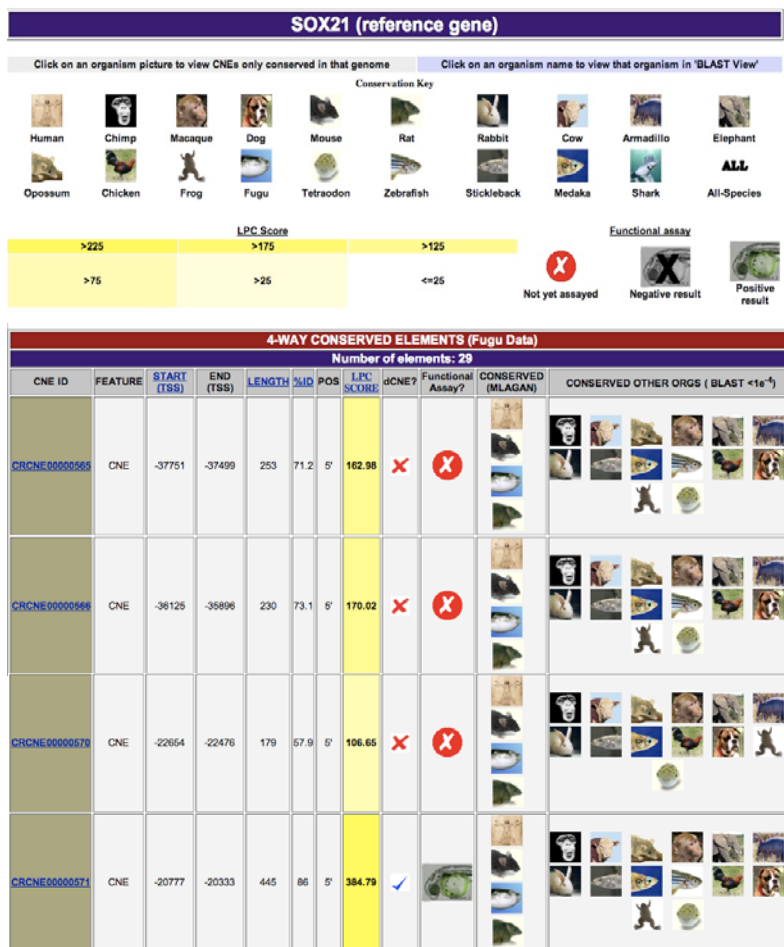 SOX21 (reference gene)
Click on an organism picture to view CNEs only conserved in that genome
Click on an organism name to view that organism in 'BLAST View'
Conservation Key
Human Chimp Macaque Dog Mouse Rat Rabbit Cow Armadillo Elephant
Opossum Chicken Frog Fugu Tetraodon Zebrafish Stickleback Medaka Shark All-Species
ALL
LPC Score
>225 >175 >125
>75 >25 <=25
Functional assay
Not yet assayed
Negative result
Positive
result
4-WAY CONSERVED ELEMENTS (Fugu Data)
Number of elements: 29
CNE ID FEATURE START (TSS) END (TSS) LENGTH %ID POS LPC SCORE dCNE? Functional Assay? CONSERVED (MLAGAN) CONSERVED OTHER ORGS ( BLAST <1e⁻⁴)
CRCNE00000565 CNE -37751 -37499 253 71.2 5' 162.98
CRCNE00000566 CNE -36125 -35896 230 73.1 5' 170.02
CRCNE00000570 CNE -22654 -22476 179 57.9 5' 106.65
CRCNE00000571 CNE -20777 -20333 445 86 5' 384.79